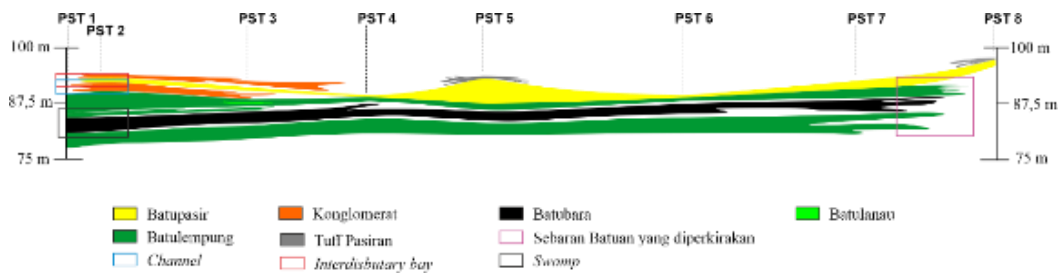 PST 1 PST 3 PST 4 PST 5 PST 6 PST 7 PST 8
PST 2
100 m 100 m
87,5 m 87,5 m
75 m 75 m
Batupasir Konglomerat Batubara Batulanau
Batulempung Tuff Pasiran Sebaran Batuan yang diperkirakan
Channel Interdisbutary bay Swomp